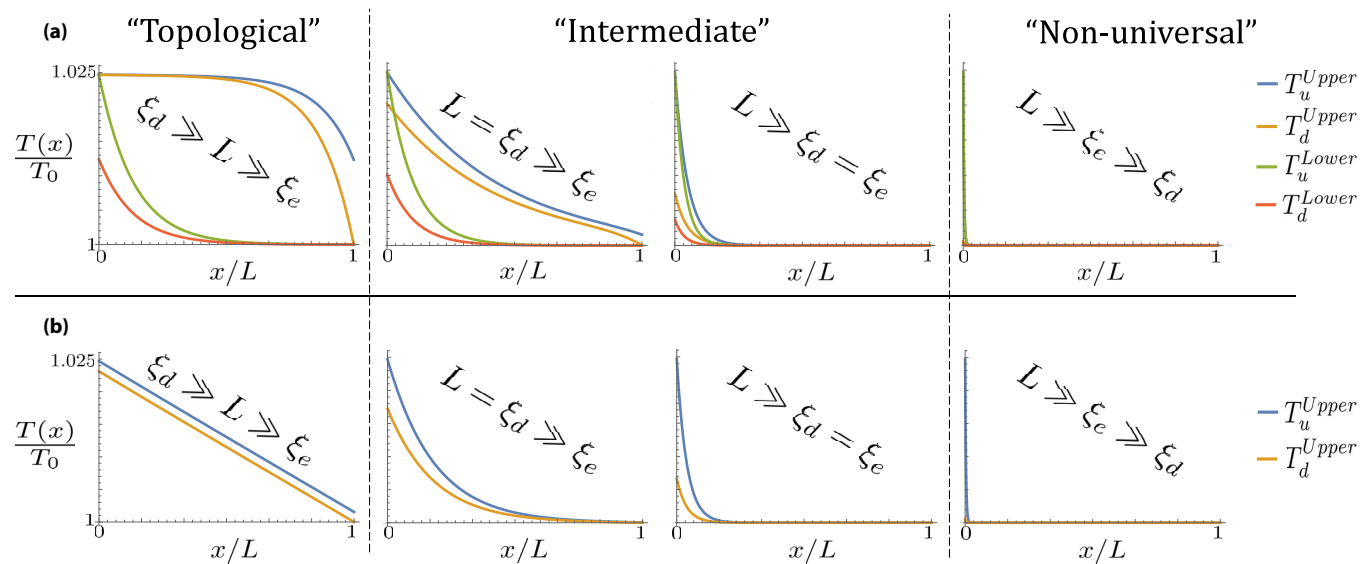 (a) “Topological” “Intermediate” “Non-universal”
1.025
T(x)
T₀
1
ξd ≫ L ≫ ξe
0 1
x/L
L = ξd ≫ ξe
0 1
x/L
L ≫ ξd = ξe
0 1
x/L
L ≫ ξe ≫ ξd
0 1
x/L
T_u^Upper
T_d^Upper
T_u^Lower
T_d^Lower
(b)
1.025
T(x)
T₀
1
ξd ≫ L ≫ ξe
0 1
x/L
L = ξd ≫ ξe
0 1
x/L
L ≫ ξd = ξe
0 1
x/L
L ≫ ξe ≫ ξd
0 1
x/L
T_u^Upper
T_d^Upper